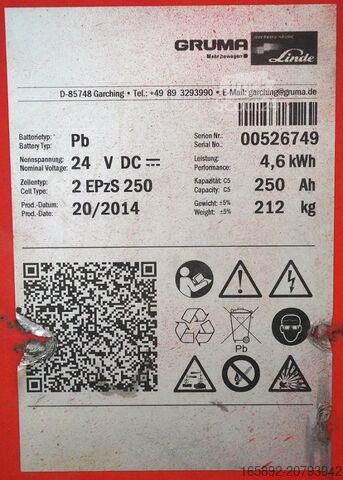 GRUMA
Mehr bewegen
Linde
D-85748 Garching • Tel.: +49 89 3293990 • E-Mail: garching@gruma.de
Batterietyp: Pb Serien Nr.: 00526749
Battery Typ: Serial No.:
Nennspannung: 24 V DC Leistung: 4,6 kWh
Nominal Voltage: Performance:
Zellentyp: 2 EPzS 250 Kapazität: C5 250 Ah
Cell Type: Capacity: C5
Prod.-Datum: 20/2014 Gewicht: ±5% 212 kg
Prod.-Date: Weight: ±5%
Pb
165892-20793942